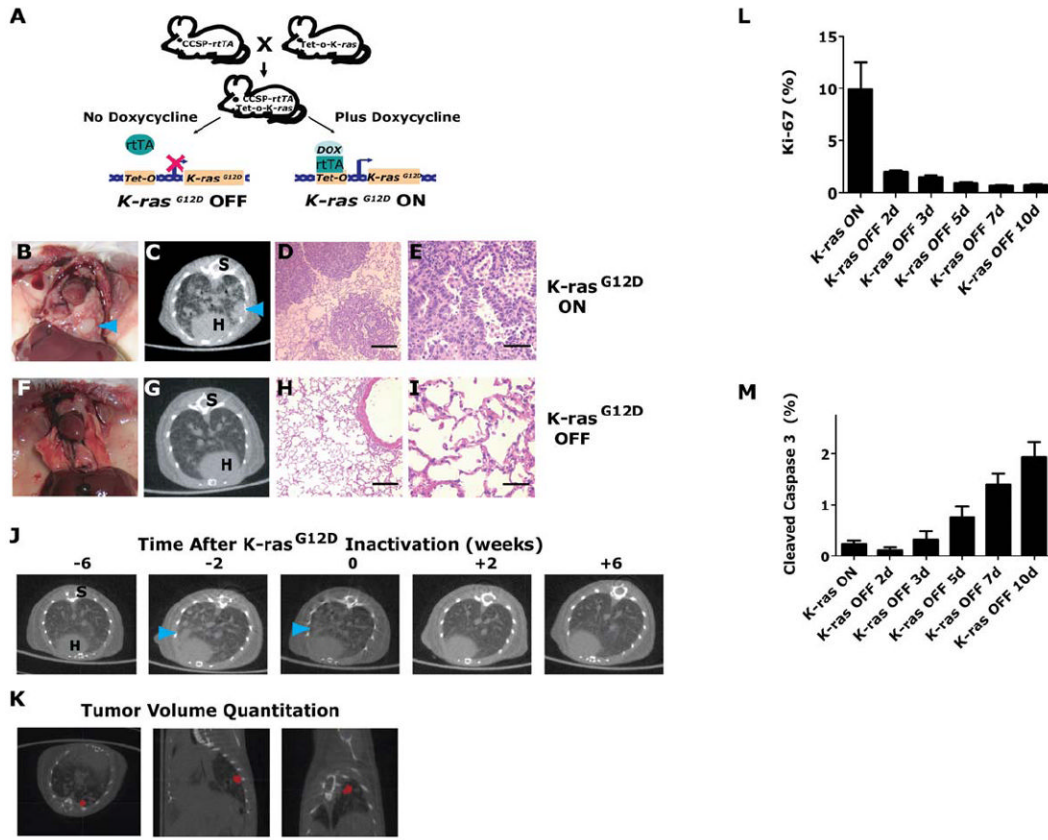 A
CCSP-rtTA X Tet-o-K-ras
CCSP-rtTA
Tet-o-K-ras
No Doxycycline Plus Doxycycline
rtTA
Tet-O K-ras G12D
K-ras G12D OFF
DOX
rtTA
Tet-O K-ras G12D
K-ras G12D ON
B C D E
S
H
K-ras G12D
ON
F G H I
S
H
K-ras G12D
OFF
J
Time After K-ras G12D Inactivation (weeks)
-6 -2 0 +2 +6
S
H
K
Tumor Volume Quantitation
L
Ki-67 (%)
15
10
5
0
K-ras ON
K-ras OFF 2d
K-ras OFF 3d
K-ras OFF 5d
K-ras OFF 7d
K-ras OFF 10d
M
Cleaved Caspase 3 (%)
2
1
0
K-ras ON
K-ras OFF 2d
K-ras OFF 3d
K-ras OFF 5d
K-ras OFF 7d
K-ras OFF 10d